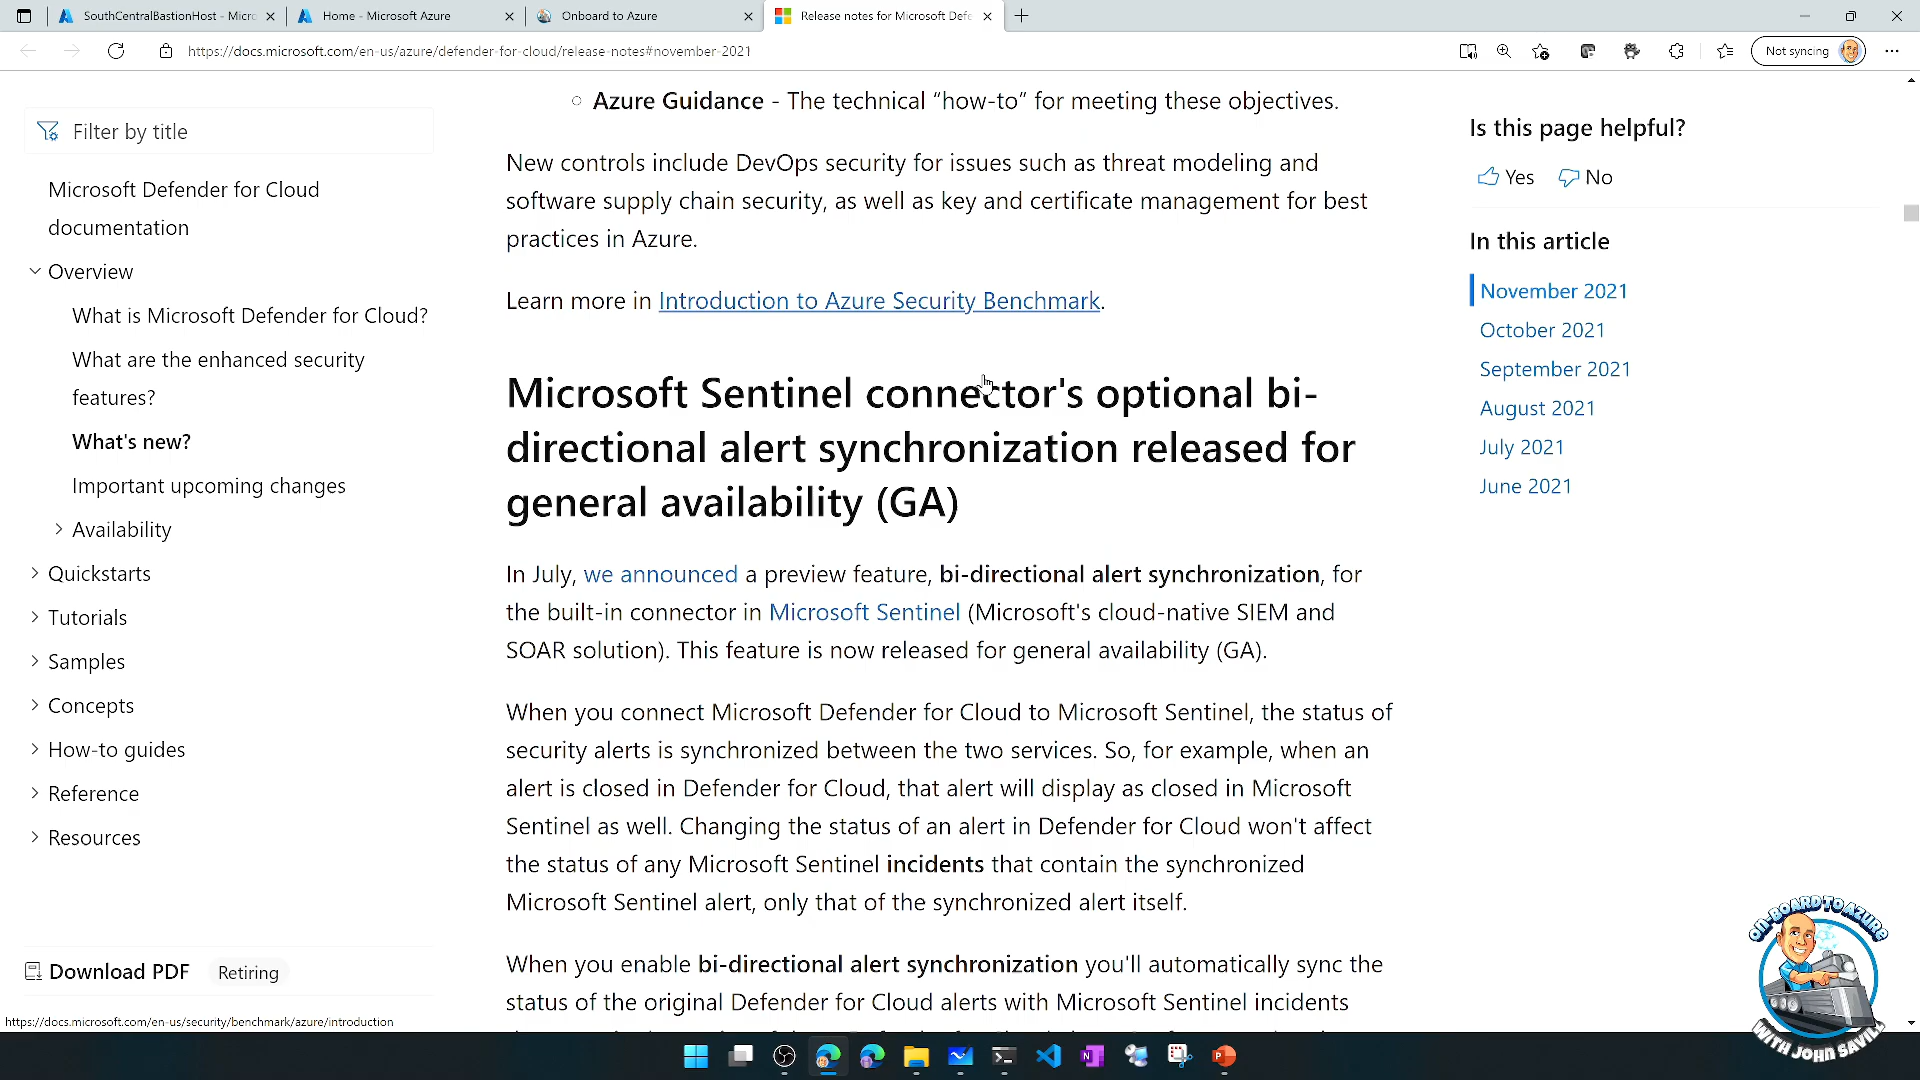 SouthCentralBastionHost - Micro
Home - Microsoft Azure
Onboard to Azure
Release notes for Microsoft Defe
https://docs.microsoft.com/en-us/azure/defender-for-cloud/release-notes#november-2021
Not syncing
Filter by title
Microsoft Defender for Cloud
documentation
Overview
What is Microsoft Defender for Cloud?
What are the enhanced security
features?
What's new?
Important upcoming changes
Availability
Quickstarts
Tutorials
Samples
Concepts
How-to guides
Reference
Resources
Download PDF
Retiring
https://docs.microsoft.com/en-us/security/benchmark/azure/introduction
Azure Guidance - The technical “how-to” for meeting these objectives.
New controls include DevOps security for issues such as threat modeling and
software supply chain security, as well as key and certificate management for best
practices in Azure.
Learn more in Introduction to Azure Security Benchmark.
Microsoft Sentinel connector's optional bi-
directional alert synchronization released for
general availability (GA)
In July, we announced a preview feature, bi-directional alert synchronization, for
the built-in connector in Microsoft Sentinel (Microsoft's cloud-native SIEM and
SOAR solution). This feature is now released for general availability (GA).
When you connect Microsoft Defender for Cloud to Microsoft Sentinel, the status of
security alerts is synchronized between the two services. So, for example, when an
alert is closed in Defender for Cloud, that alert will display as closed in Microsoft
Sentinel as well. Changing the status of an alert in Defender for Cloud won't affect
the status of any Microsoft Sentinel incidents that contain the synchronized
Microsoft Sentinel alert, only that of the synchronized alert itself.
When you enable bi-directional alert synchronization you'll automatically sync the
status of the original Defender for Cloud alerts with Microsoft Sentinel incidents
Is this page helpful?
Yes
No
In this article
November 2021
October 2021
September 2021
August 2021
July 2021
June 2021
ON-BOARD TO AZURE
WITH JOHN SAVILL